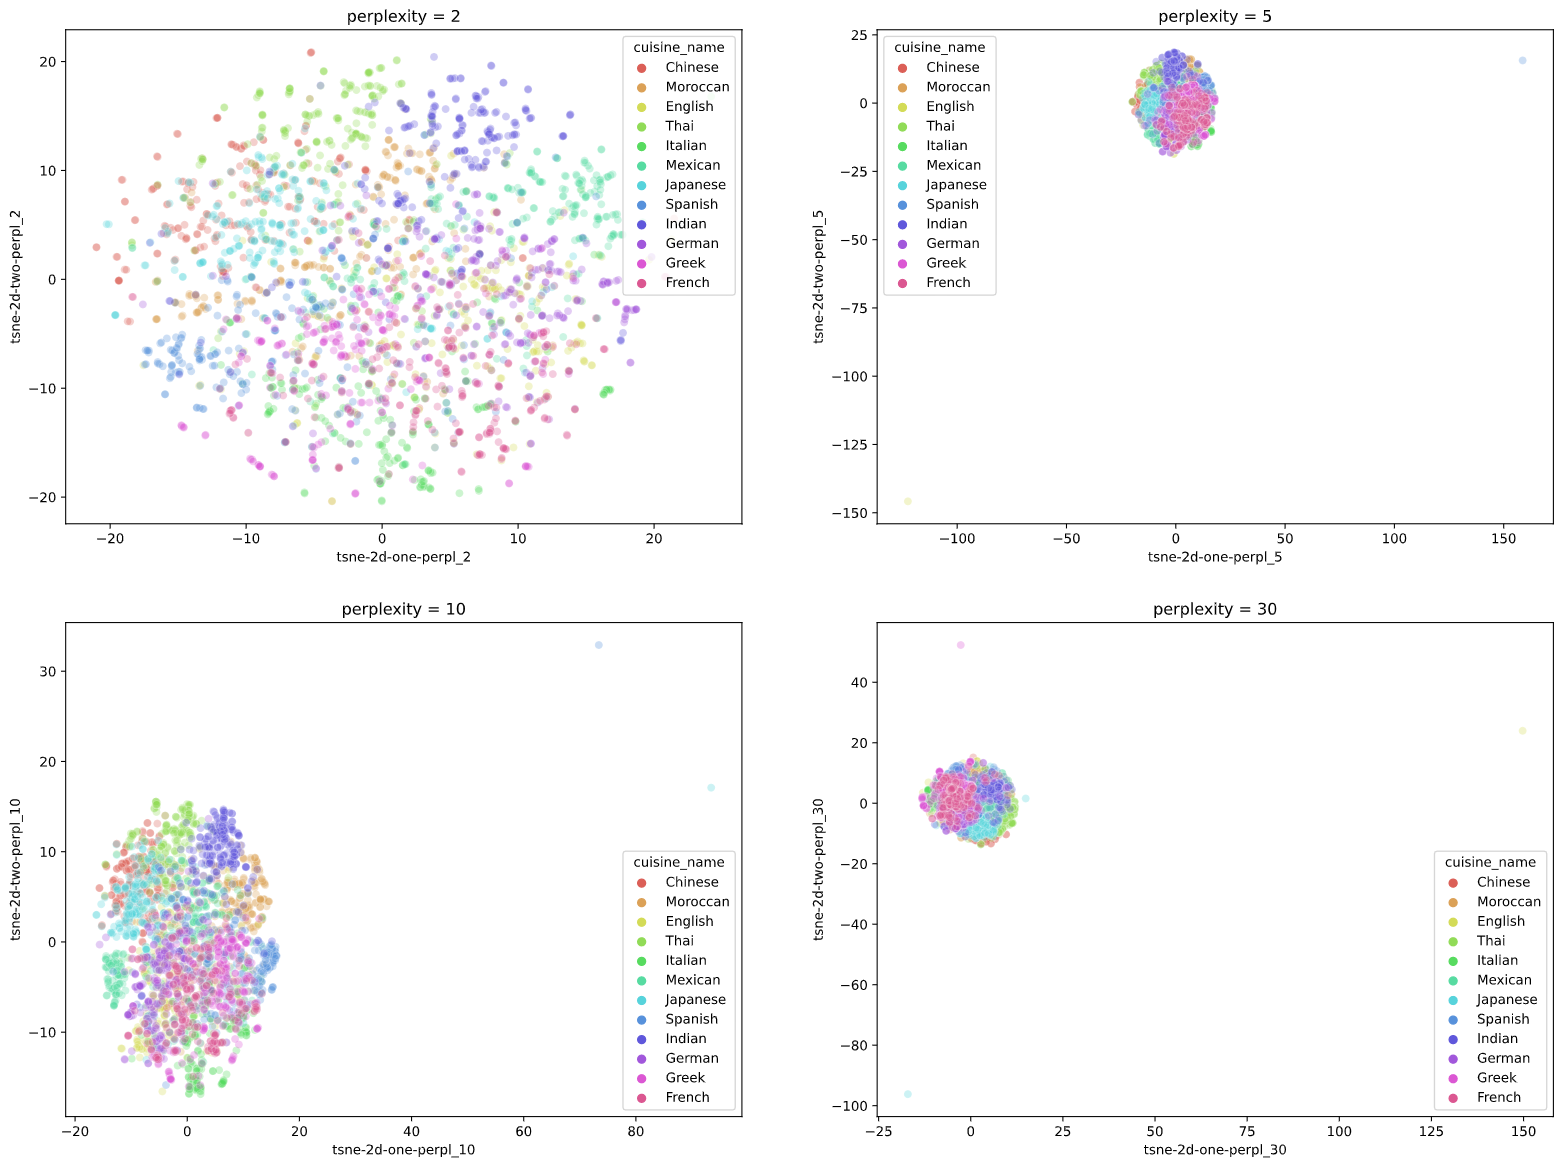 perplexity = 2
cuisine_name
Chinese
Moroccan
English
Thai
Italian
Mexican
Japanese
Spanish
Indian
German
Greek
French
20
10
0
−10
−20
tsne-2d-two-perpl_2
−20
−10
0
10
20
tsne-2d-one-perpl_2
perplexity = 5
cuisine_name
Chinese
Moroccan
English
Thai
Italian
Mexican
Japanese
Spanish
Indian
German
Greek
French
25
0
−25
−50
−75
−100
−125
−150
tsne-2d-two-perpl_5
−100
−50
0
50
100
150
tsne-2d-one-perpl_5
perplexity = 10
30
20
10
0
−10
tsne-2d-two-perpl_10
cuisine_name
Chinese
Moroccan
English
Thai
Italian
Mexican
Japanese
Spanish
Indian
German
Greek
French
−20
0
20
40
60
80
tsne-2d-one-perpl_10
perplexity = 30
40
20
0
−20
−40
−60
−80
−100
tsne-2d-two-perpl_30
cuisine_name
Chinese
Moroccan
English
Thai
Italian
Mexican
Japanese
Spanish
Indian
German
Greek
French
−25
0
25
50
75
100
125
150
tsne-2d-one-perpl_30